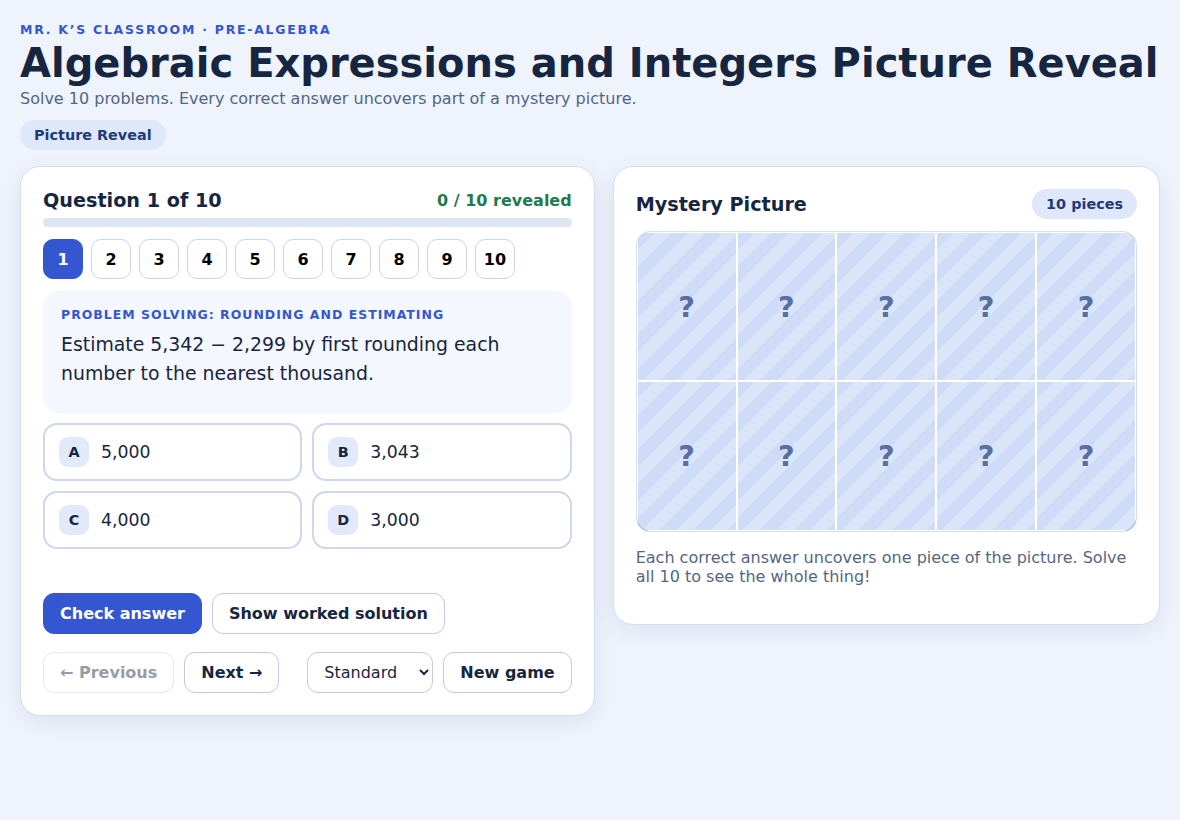 MR. K’S CLASSROOM · PRE-ALGEBRA
Algebraic Expressions and Integers Picture Reveal
Solve 10 problems. Every correct answer uncovers part of a mystery picture.
Picture Reveal
Question 1 of 10
0 / 10 revealed
1 2 3 4 5 6 7 8 9 10
PROBLEM SOLVING: ROUNDING AND ESTIMATING
Estimate 5,342 − 2,299 by first rounding each
number to the nearest thousand.
A 5,000
B 3,043
C 4,000
D 3,000
Check answer
Show worked solution
← Previous
Next →
Standard
New game
Mystery Picture
10 pieces
? ? ? ? ?
? ? ? ? ?
Each correct answer uncovers one piece of the picture. Solve
all 10 to see the whole thing!